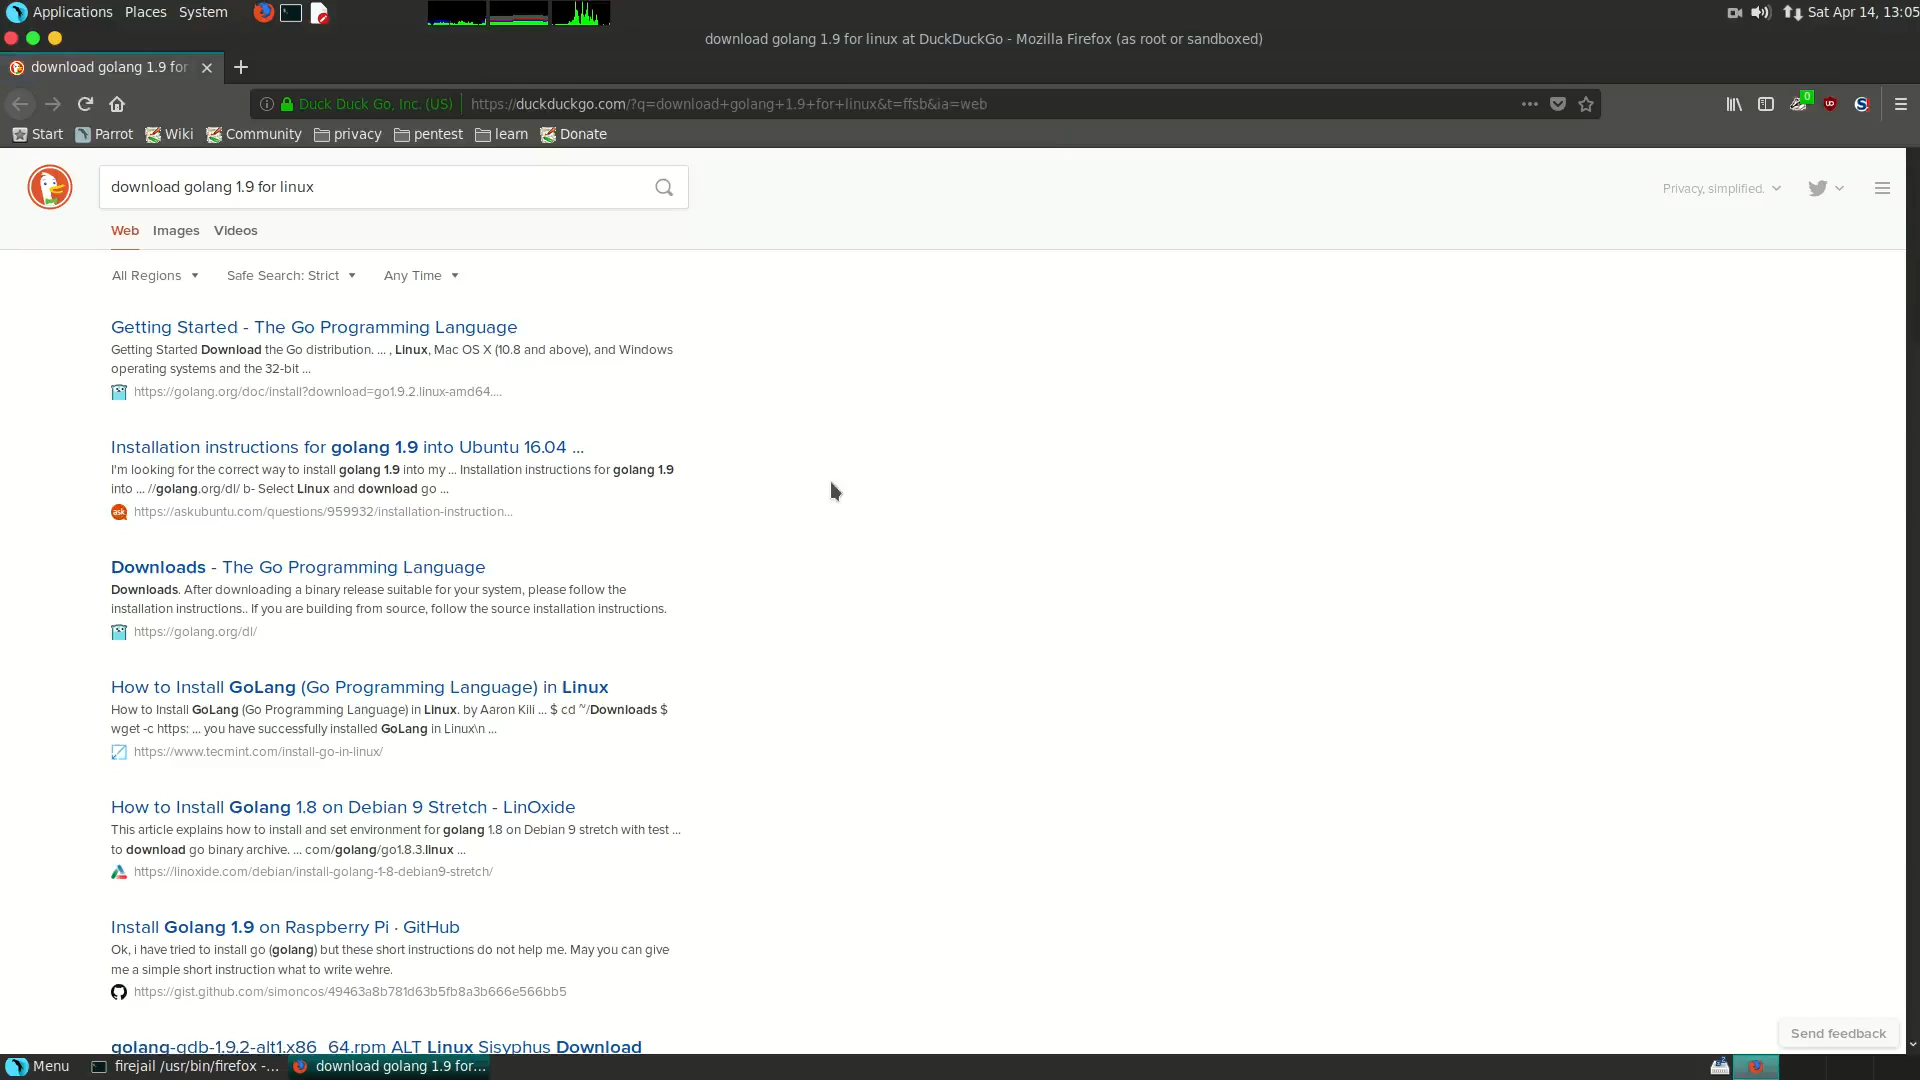 Applications Places System
Sat Apr 14, 13:05
download golang 1.9 for linux at DuckDuckGo - Mozilla Firefox (as root or sandboxed)
download golang 1.9 for
Duck Duck Go, Inc. (US) https://duckduckgo.com/?q=download+golang+1.9+for+linux&t=ffsb&ia=web
0
Start Parrot Wiki Community privacy pentest learn Donate
download golang 1.9 for linux
Privacy, simplified.
Web Images Videos
All Regions Safe Search: Strict Any Time
Getting Started - The Go Programming Language
Getting Started Download the Go distribution. ... , Linux, Mac OS X (10.8 and above), and Windows
operating systems and the 32-bit ...
https://golang.org/doc/install?download=go1.9.2.linux-amd64....
Installation instructions for golang 1.9 into Ubuntu 16.04 ...
I'm looking for the correct way to install golang 1.9 into my ... Installation instructions for golang 1.9
into ... //golang.org/dl/ b- Select Linux and download go ...
ask https://askubuntu.com/questions/959932/installation-instruction...
Downloads - The Go Programming Language
Downloads. After downloading a binary release suitable for your system, please follow the
installation instructions.. If you are building from source, follow the source installation instructions.
https://golang.org/dl/
How to Install GoLang (Go Programming Language) in Linux
How to Install GoLang (Go Programming Language) in Linux. by Aaron Kili ... $ cd ~/Downloads $
wget -c https: ... you have successfully installed GoLang in Linux\n ...
https://www.tecmint.com/install-go-in-linux/
How to Install Golang 1.8 on Debian 9 Stretch - LinOxide
This article explains how to install and set environment for golang 1.8 on Debian 9 stretch with test ...
to download go binary archive. ... com/golang/go1.8.3.linux ...
https://linoxide.com/debian/install-golang-1-8-debian9-stretch/
Install Golang 1.9 on Raspberry Pi · GitHub
Ok, i have tried to install go (golang) but these short instructions do not help me. May you can give
me a simple short instruction what to write wehre.
https://gist.github.com/simoncos/49463a8b781d63b5fb8a3b666e566bb5
Send feedback
golang-gdb-1.9.2-alt1.x86_64.rpm ALT Linux Sisyphus Download
Menu firejail /usr/bin/firefox -... download golang 1.9 for...